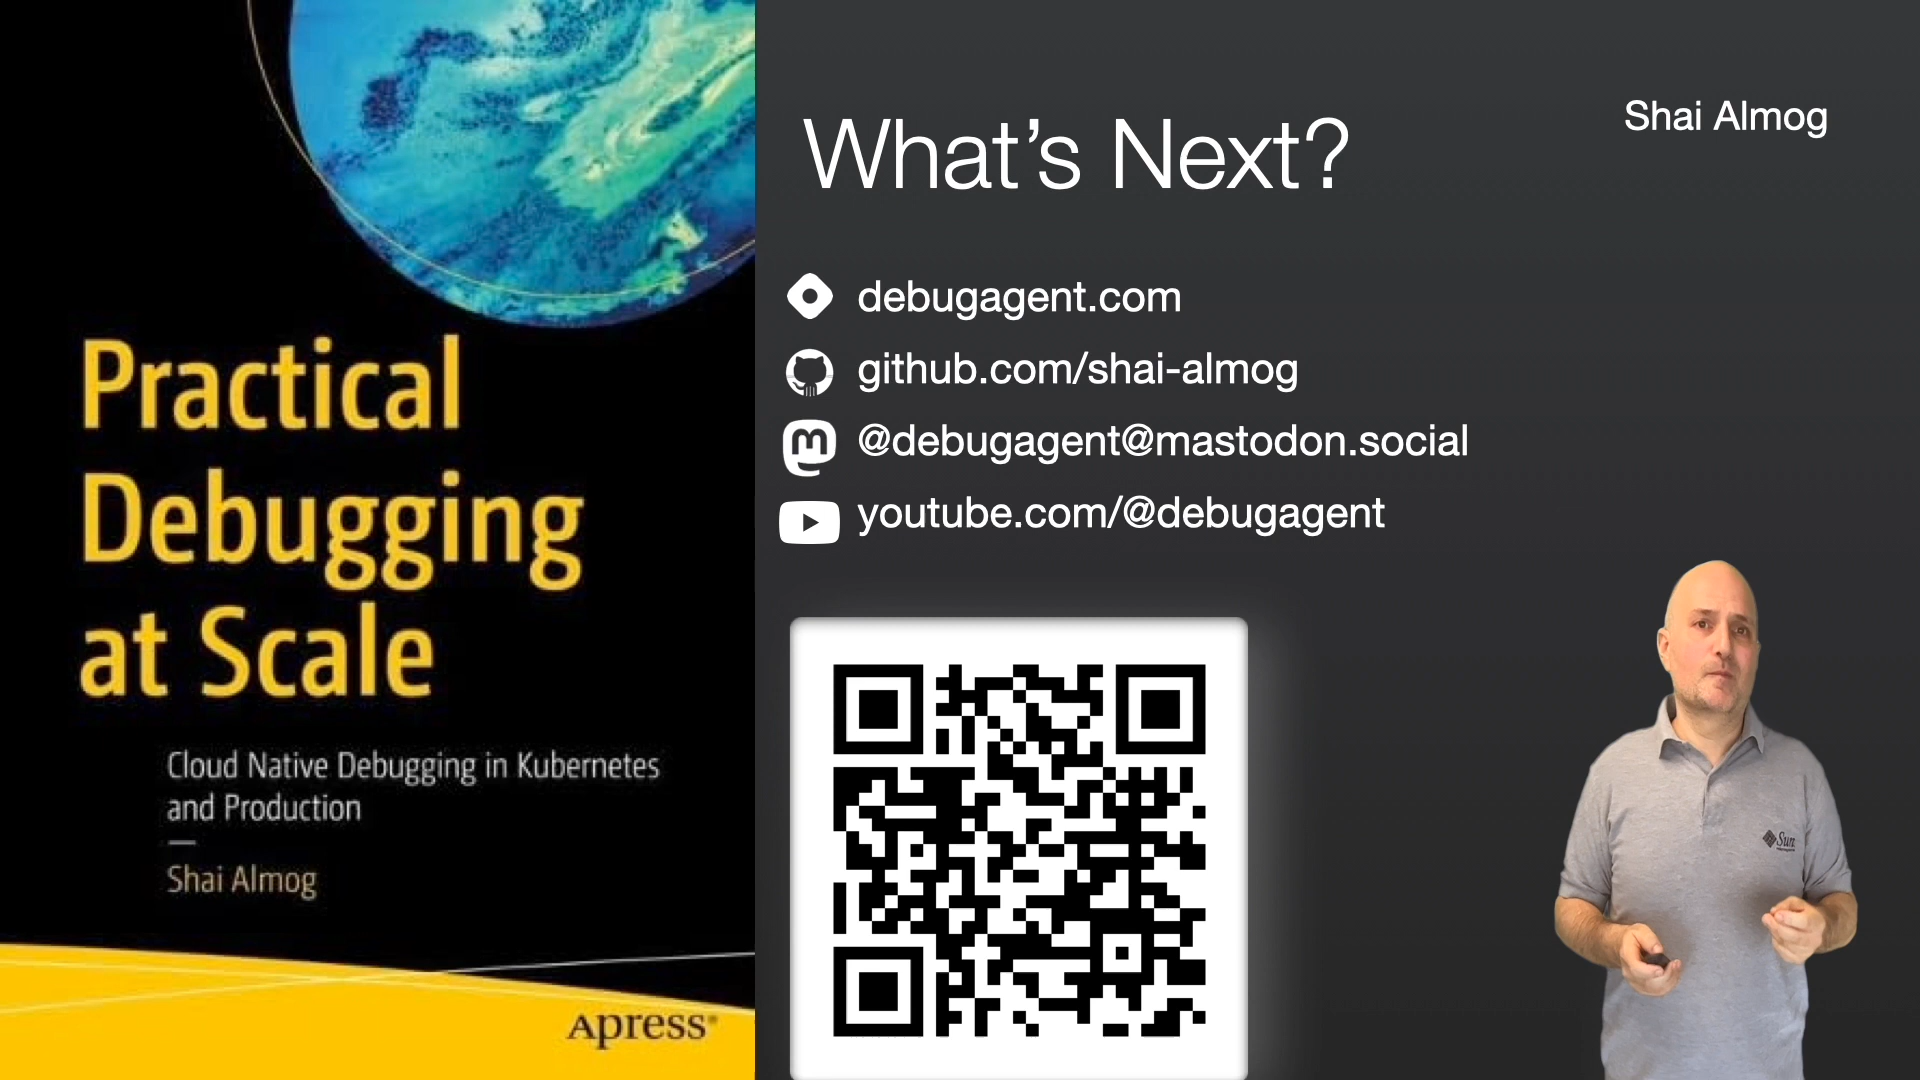 Practical
Debugging
at Scale
Cloud Native Debugging in Kubernetes
and Production
Shai Almog
Apress®
What’s Next?
Shai Almog
debugagent.com
github.com/shai-almog
@debugagent@mastodon.social
youtube.com/@debugagent
Sun